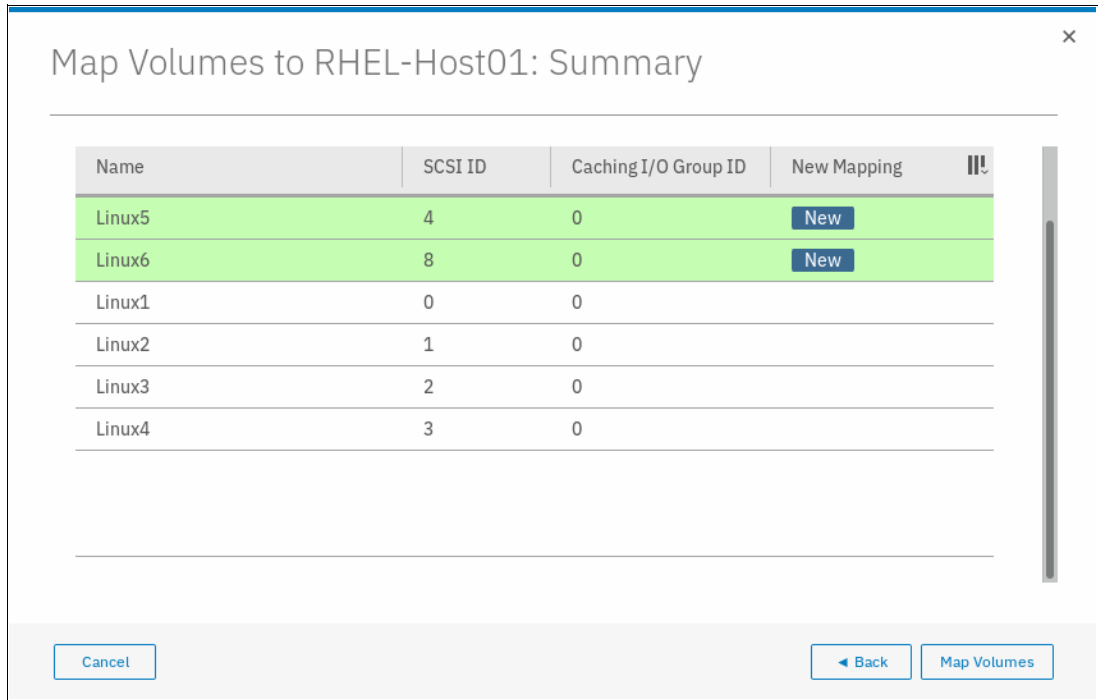 Map Volumes to RHEL-Host01: Summary
Name SCSI ID Caching I/O Group ID New Mapping
Linux5 4 0 New
Linux6 8 0 New
Linux1 0 0
Linux2 1 0
Linux3 2 0
Linux4 3 0
Cancel ◄ Back Map Volumes